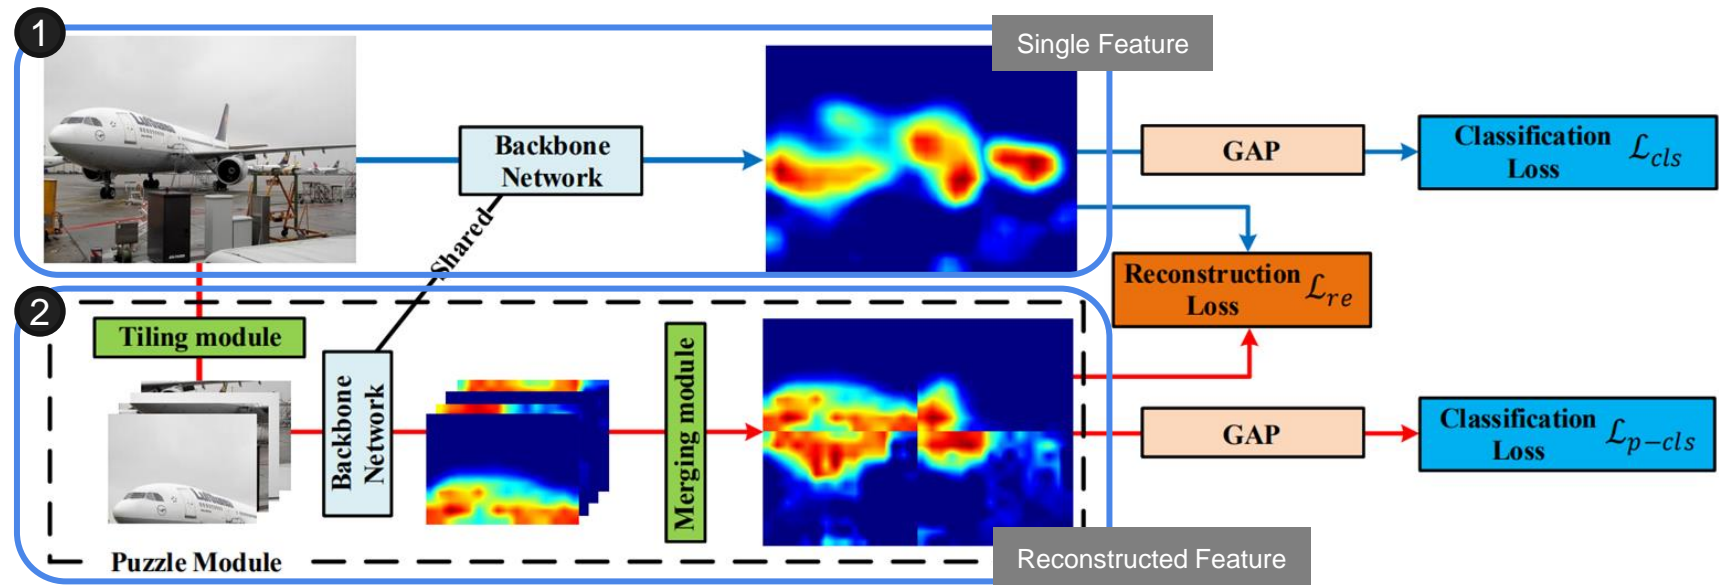 1
Single Feature
Backbone
Network
GAP
Classification
Loss
ℒcls
Shared
Reconstruction
Loss
ℒre
2
Tiling module
Backbone
Network
Merging module
GAP
Classification
Loss
ℒp−cls
Puzzle Module
Reconstructed Feature
Lufthansa